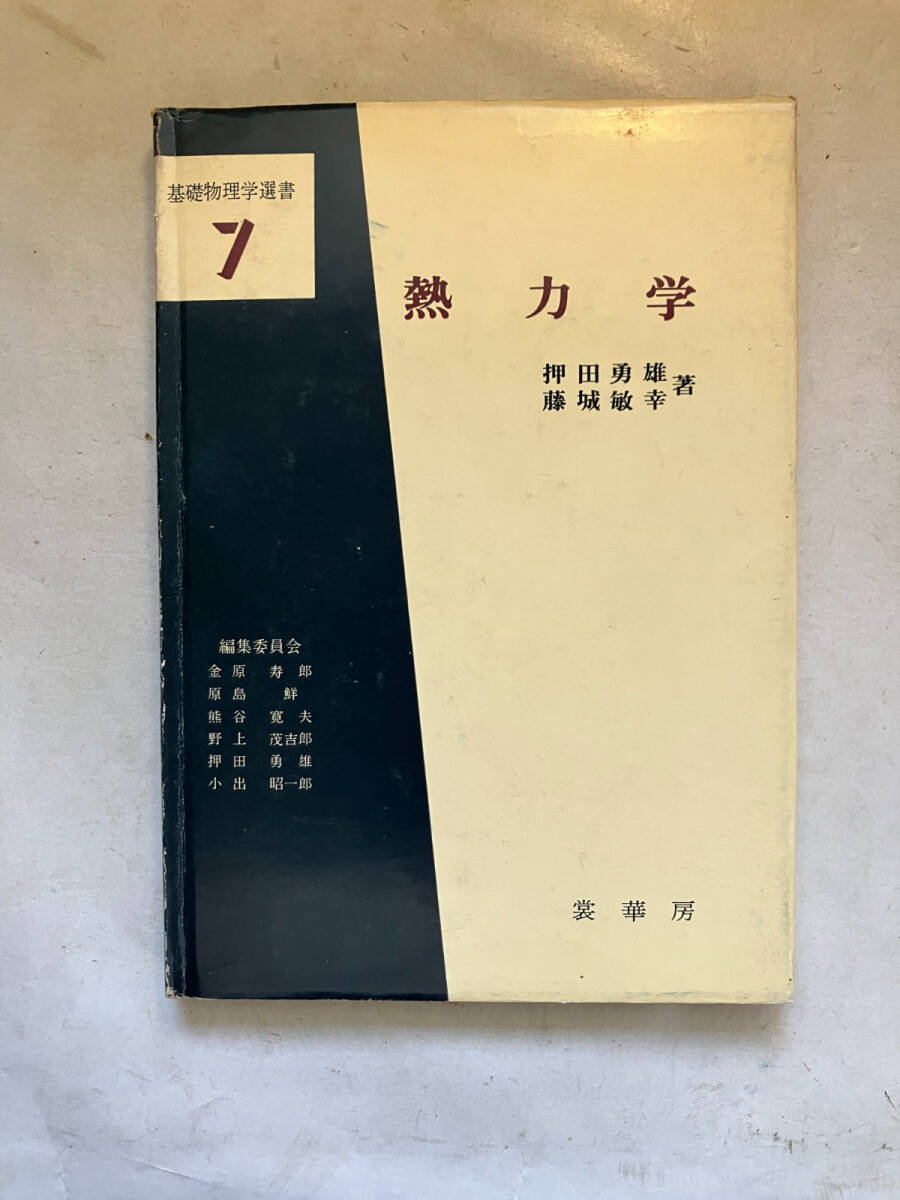 基礎物理学選書
7
熱力学
押田勇雄
藤城敏幸
著
編集委員会
金原寿郎
原島鮮
熊谷寛夫
野上茂吉郎
押田勇雄
小出昭一郎
裳華房